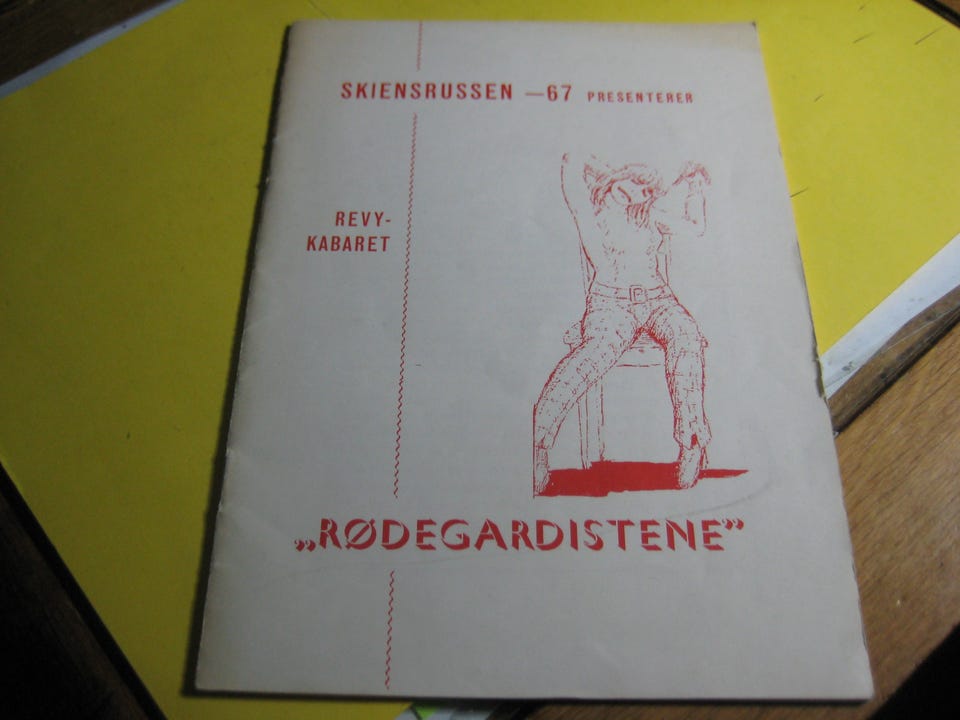 SKIENSRUSSEN —67 PRESENTERER
REVY-
KABARET
„RØDEGARDISTENE”